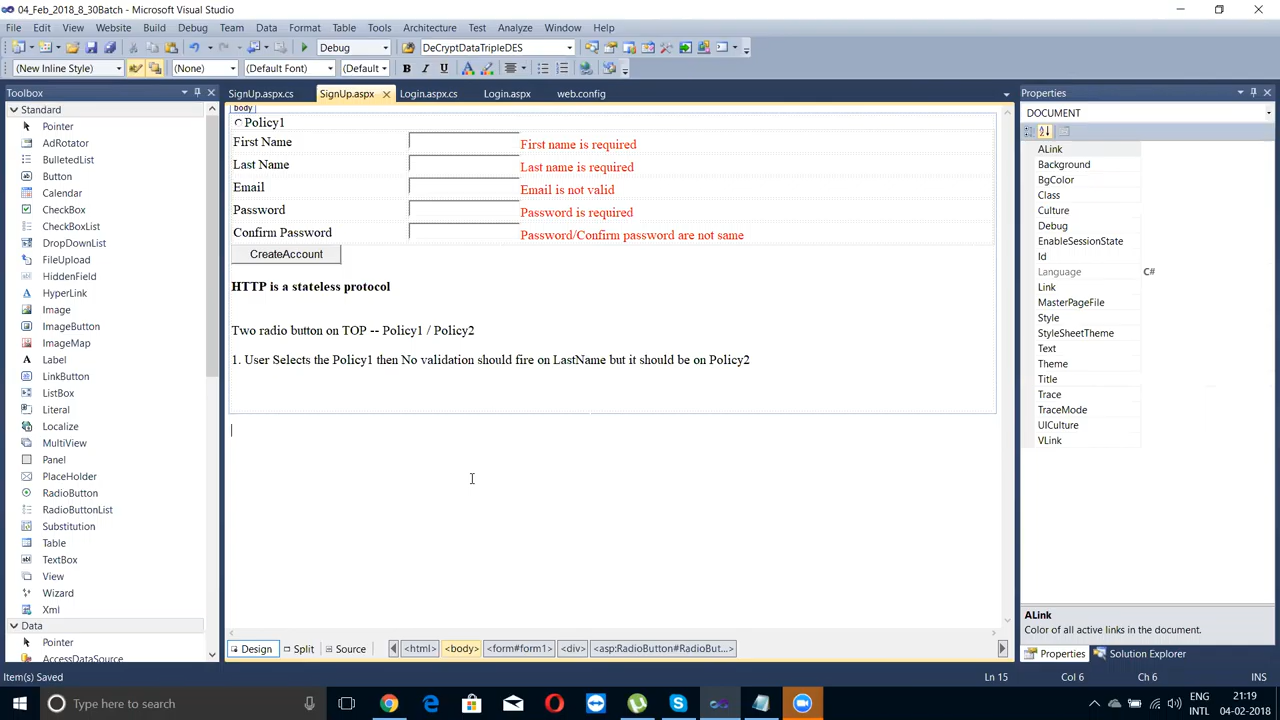 04_Feb_2018_8_30Batch - Microsoft Visual Studio
File Edit View Website Build Debug Team Data Format Table Tools Architecture Test Analyze Window Help
Debug DeCryptDataTripleDES
(New Inline Style) (None) (Default Font) (Default B I U A
Toolbox
Standard
Pointer
AdRotator
BulletedList
Button
Calendar
CheckBox
CheckBoxList
DropDownList
FileUpload
HiddenField
HyperLink
Image
ImageButton
ImageMap
Label
LinkButton
ListBox
Literal
Localize
MultiView
Panel
PlaceHolder
RadioButton
RadioButtonList
Substitution
Table
TextBox
View
Wizard
Xml
Data
Pointer
AccessDataSource
SignUp.aspx.cs SignUp.aspx Login.aspx.cs Login.aspx web.config
body
Policy1
First Name First name is required
Last Name Last name is required
Email Email is not valid
Password Password is required
Confirm Password Password/Confirm password are not same
CreateAccount
HTTP is a stateless protocol
Two radio button on TOP -- Policy1 / Policy2
1. User Selects the Policy1 then No validation should fire on LastName but it should be on Policy2
Design Split Source <html> <body> <form#form1> <div> <asp:RadioButton#RadioBut...>
Properties
DOCUMENT
ALink
Background
BgColor
Class
Culture
Debug
EnableSessionState
Id
Language C#
Link
MasterPageFile
Style
StyleSheetTheme
Text
Theme
Title
Trace
TraceMode
UICulture
VLink
ALink
Color of all active links in the document.
Properties Solution Explorer
Item(s) Saved Ln 15 Col 6 Ch 6 INS
Type here to search
ENG 21:19
INTL 04-02-2018